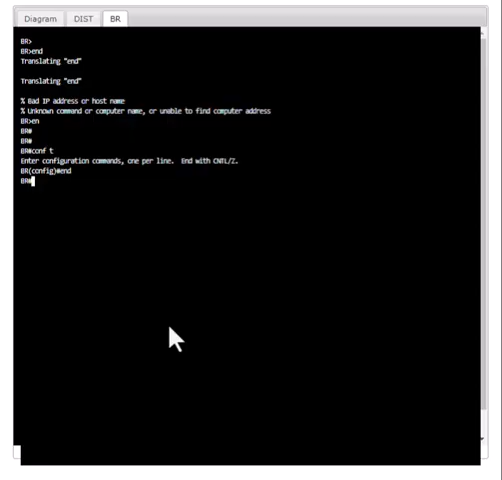 Diagram DIST BR
BR>
BR>end
Translating "end"
Translating "end"
% Bad IP address or host name
% Unknown command or computer name, or unable to find computer address
BR>en
BR#
BR#
BR#conf t
Enter configuration commands, one per line. End with CNTL/Z.
BR(config)#end
BR#